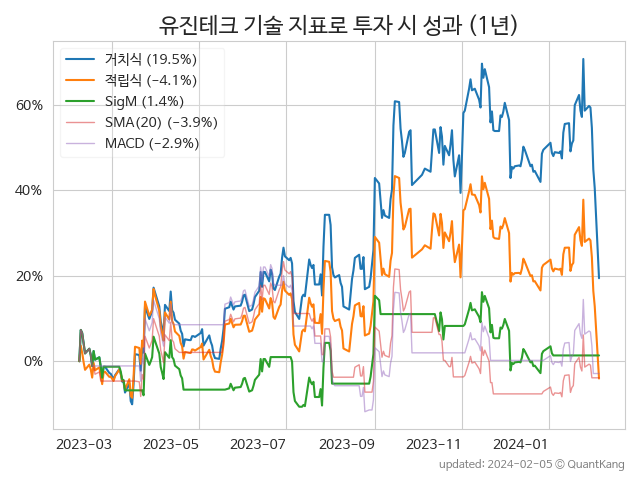 유진테크 기술 지표로 투자 시 성과 (1년)
거치식 (19.5%)
적립식 (−4.1%)
SigM (1.4%)
SMA(20) (−3.9%)
MACD (−2.9%)
60%
40%
20%
0%
2023-03 2023-05 2023-07 2023-09 2023-11 2024-01
updated: 2024-02-05 © QuantKang